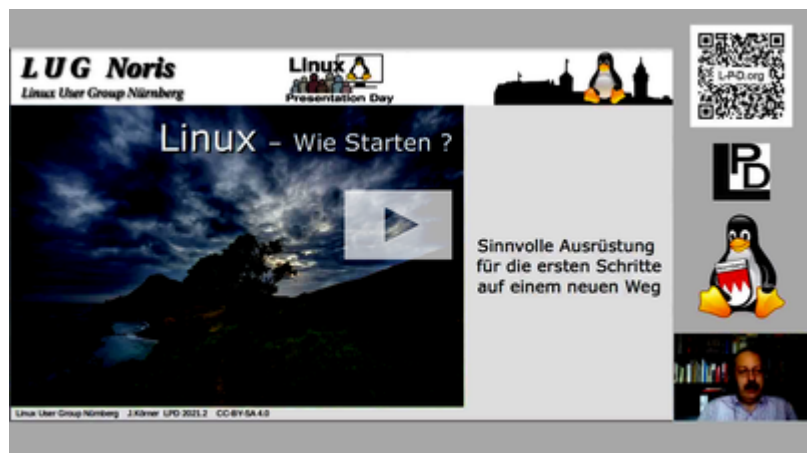 LUG Noris
Linux User Group Nürnberg
Linux
Presentation Day
Linux – Wie Starten ?
Sinnvolle Ausrüstung
für die ersten Schritte
auf einem neuen Weg
Linux User Group Nürnberg J.Körner LPD 2021.2 CC-BY-SA 4.0
L-P-D.org
LPD